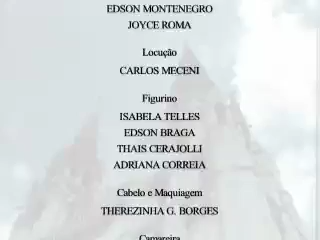 EDSON MONTENEGRO
JOYCE ROMA
Locução
CARLOS MECENI
Figurino
ISABELA TELLES
EDSON BRAGA
THAIS CERAJOLLI
ADRIANA CORREIA
Cabelo e Maquiagem
THEREZINHA G. BORGES
Camareira